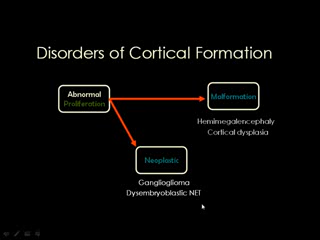 Disorders of Cortical Formation
Abnormal
Proliferation
Malformation
Hemimegalencephaly
Cortical dysplasia
Neoplastic
Ganglioglioma
Dysembryoblastic NET